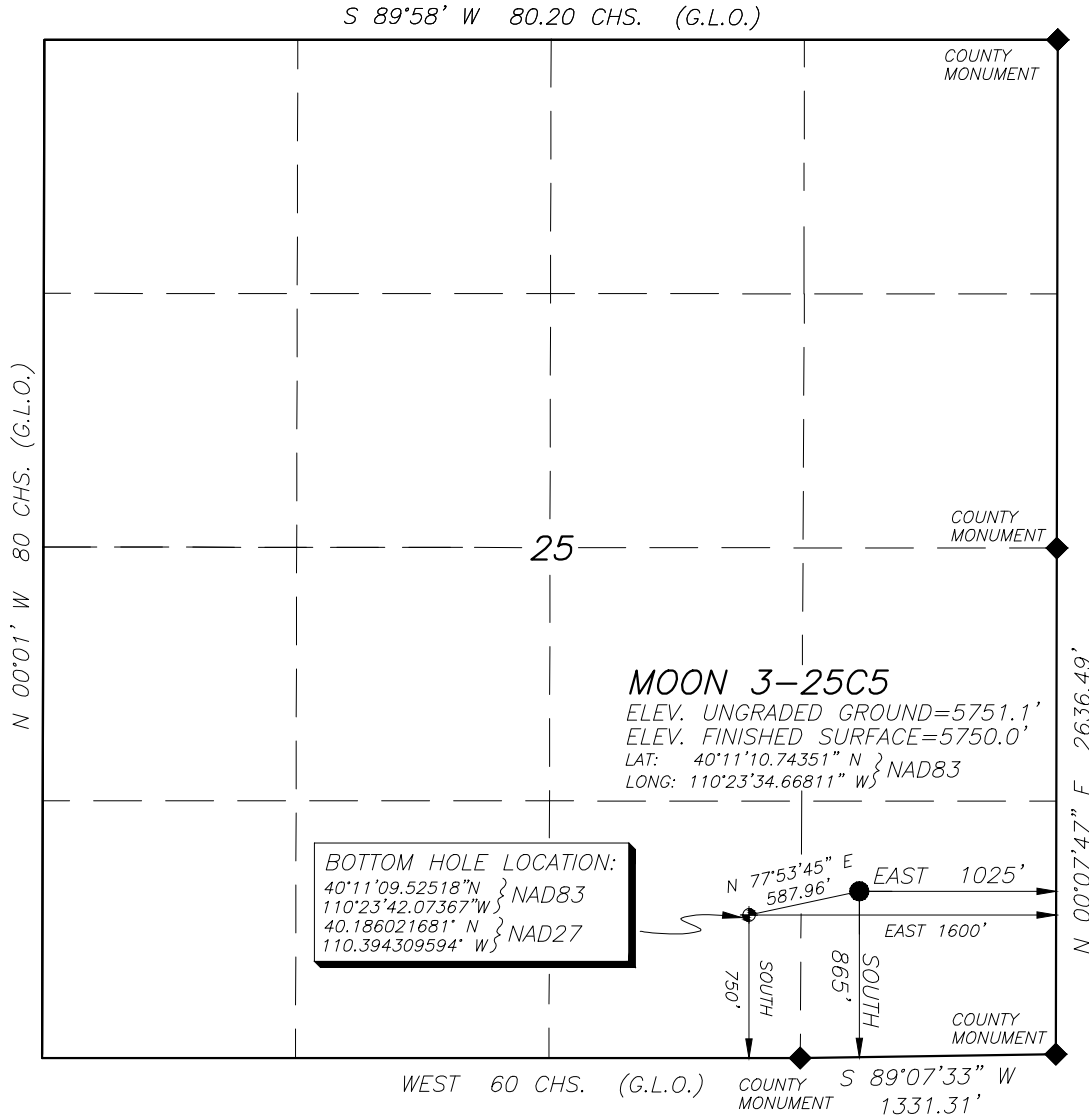 S 89°58' W 80.20 CHS. (G.L.O.)
COUNTY
MONUMENT
N 00°01' W 80 CHS. (G.L.O.)
COUNTY
MONUMENT
25
MOON 3-25C5
ELEV. UNGRADED GROUND=5751.1'
ELEV. FINISHED SURFACE=5750.0'
LAT: 40°11'10.74351" N
LONG: 110°23'34.66811" W
NAD83
N 00°07'47" E 2636.49'
BOTTOM HOLE LOCATION:
40°11'09.52518"N
110°23'42.07367"W
NAD83
40.186021681° N
110.394309594° W
NAD27
N 77°53'45" E
587.96'
EAST 1025'
EAST 1600'
SOUTH
750'
SOUTH
865'
COUNTY
MONUMENT
WEST 60 CHS. (G.L.O.)
COUNTY
MONUMENT
S 89°07'33" W
1331.31'